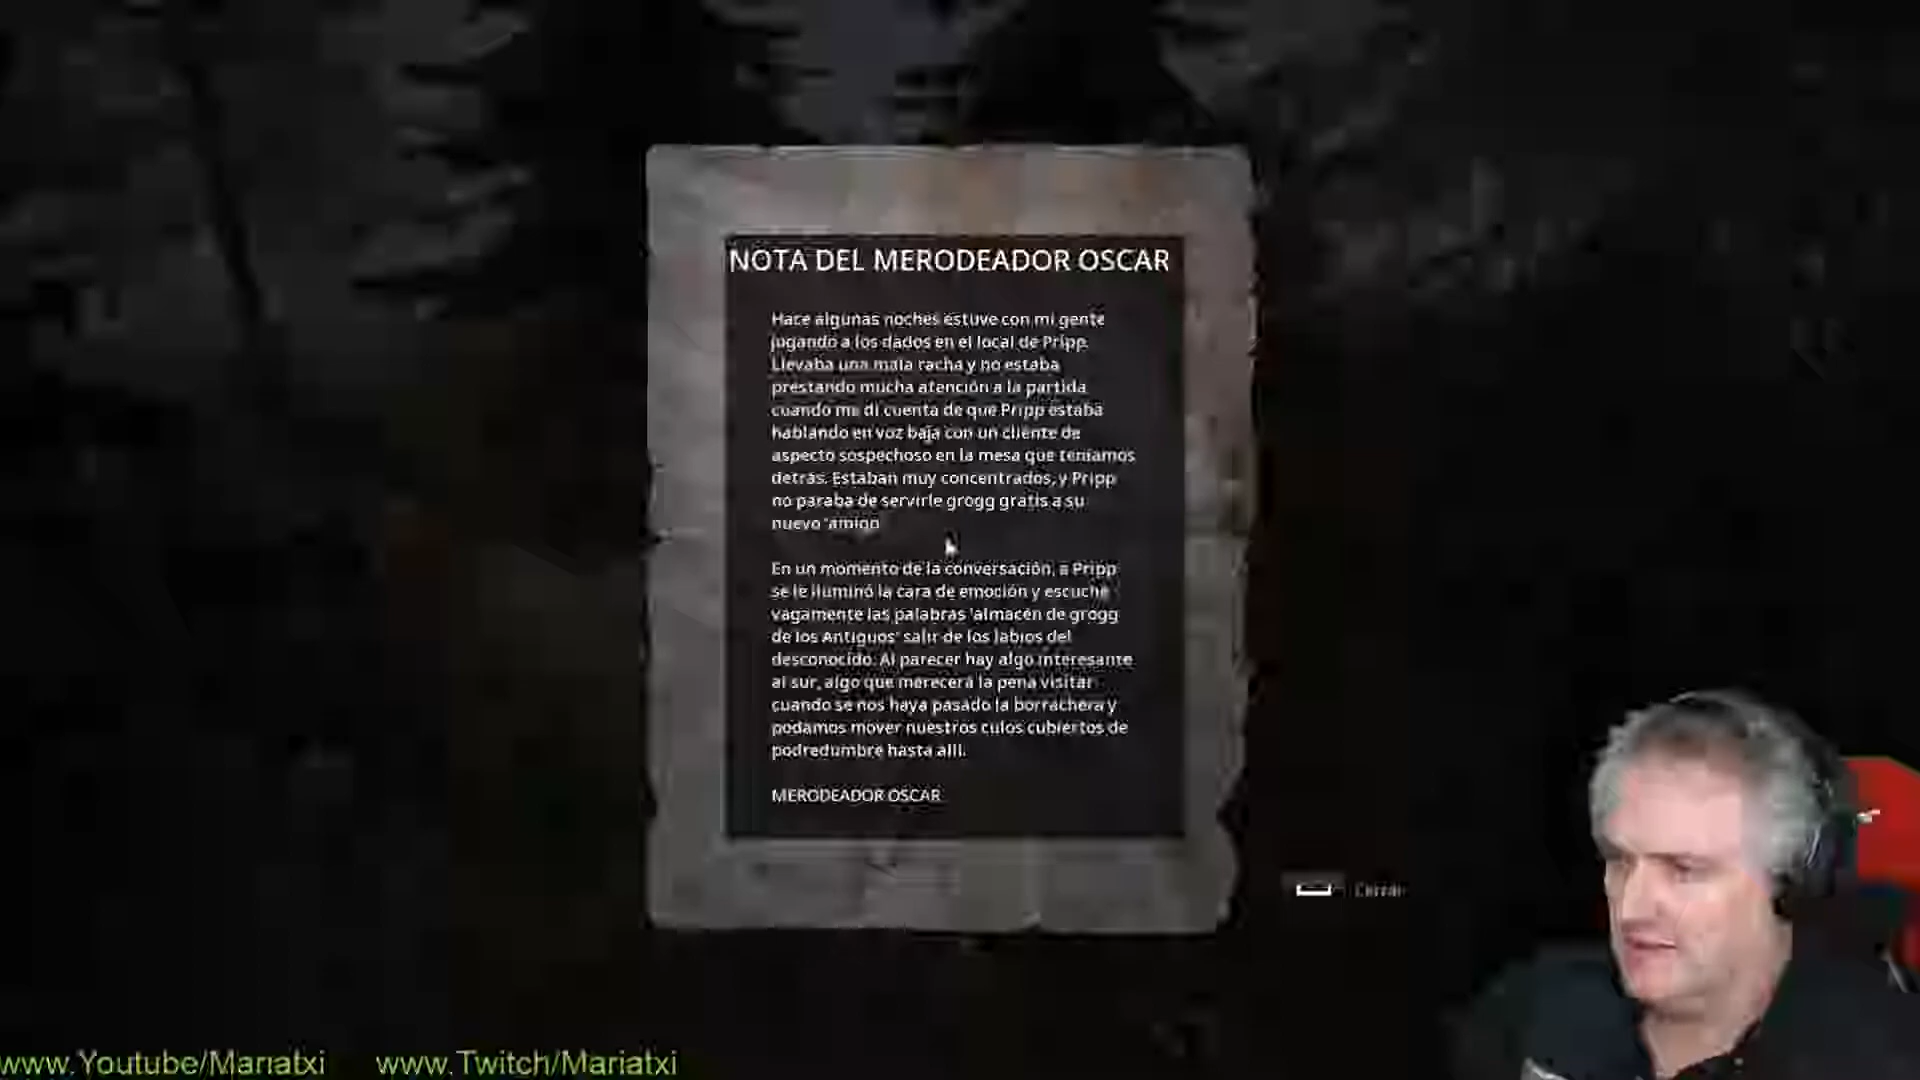 NOTA DEL MERODEADOR OSCAR
Hace algunas noches estuve con mi gente
jugando a los dados en el local de Pripp.
Llevaba una mala racha y no estaba
prestando mucha atención a la partida
cuando me di cuenta de que Pripp estaba
hablando en voz baja con un cliente de
aspecto sospechoso en la mesa que teníamos
detrás. Estaban muy concentrados, y Pripp
no paraba de servirle grogg gratis a su
nuevo 'amigo
En un momento de la conversación, a Pripp
se le iluminó la cara de emoción y escuché
vagamente las palabras 'almacén de grogg
de los Antiguos' salir de los labios del
desconocido. Al parecer hay algo interesante
al sur, algo que merecerá la pena visitar
cuando se nos haya pasado la borrachera y
podamos mover nuestros culos cubiertos de
podredumbre hasta allí.
MERODEADOR OSCAR
Cerrar
www.Youtube/Mariatxi www.Twitch/Mariatxi